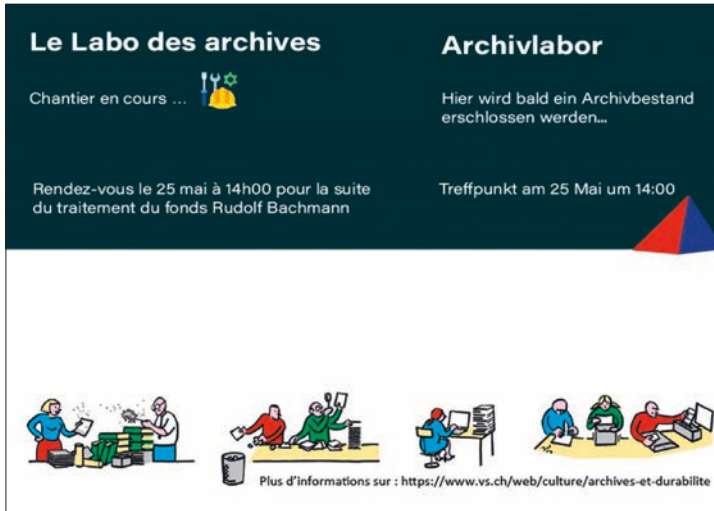 Le Labo des archives
Chantier en cours ...
Rendez-vous le 25 mai à 14h00 pour la suite
du traitement du fonds Rudolf Bachmann
Archivlabor
Hier wird bald ein Archivbestand
erschlossen werden...
Treffpunkt am 25 Mai um 14:00
Plus d'informations sur : https://www.vs.ch/web/culture/archives-et-durabilite